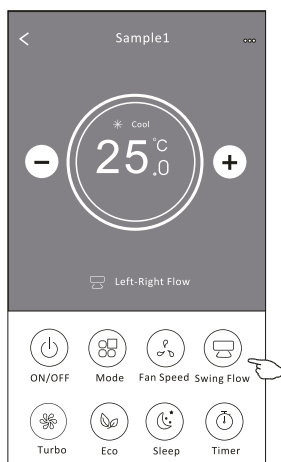 Sample1
Cool
25.0°C
Left-Right Flow
ON/OFF Mode Fan Speed Swing Flow
Turbo Eco Sleep Timer